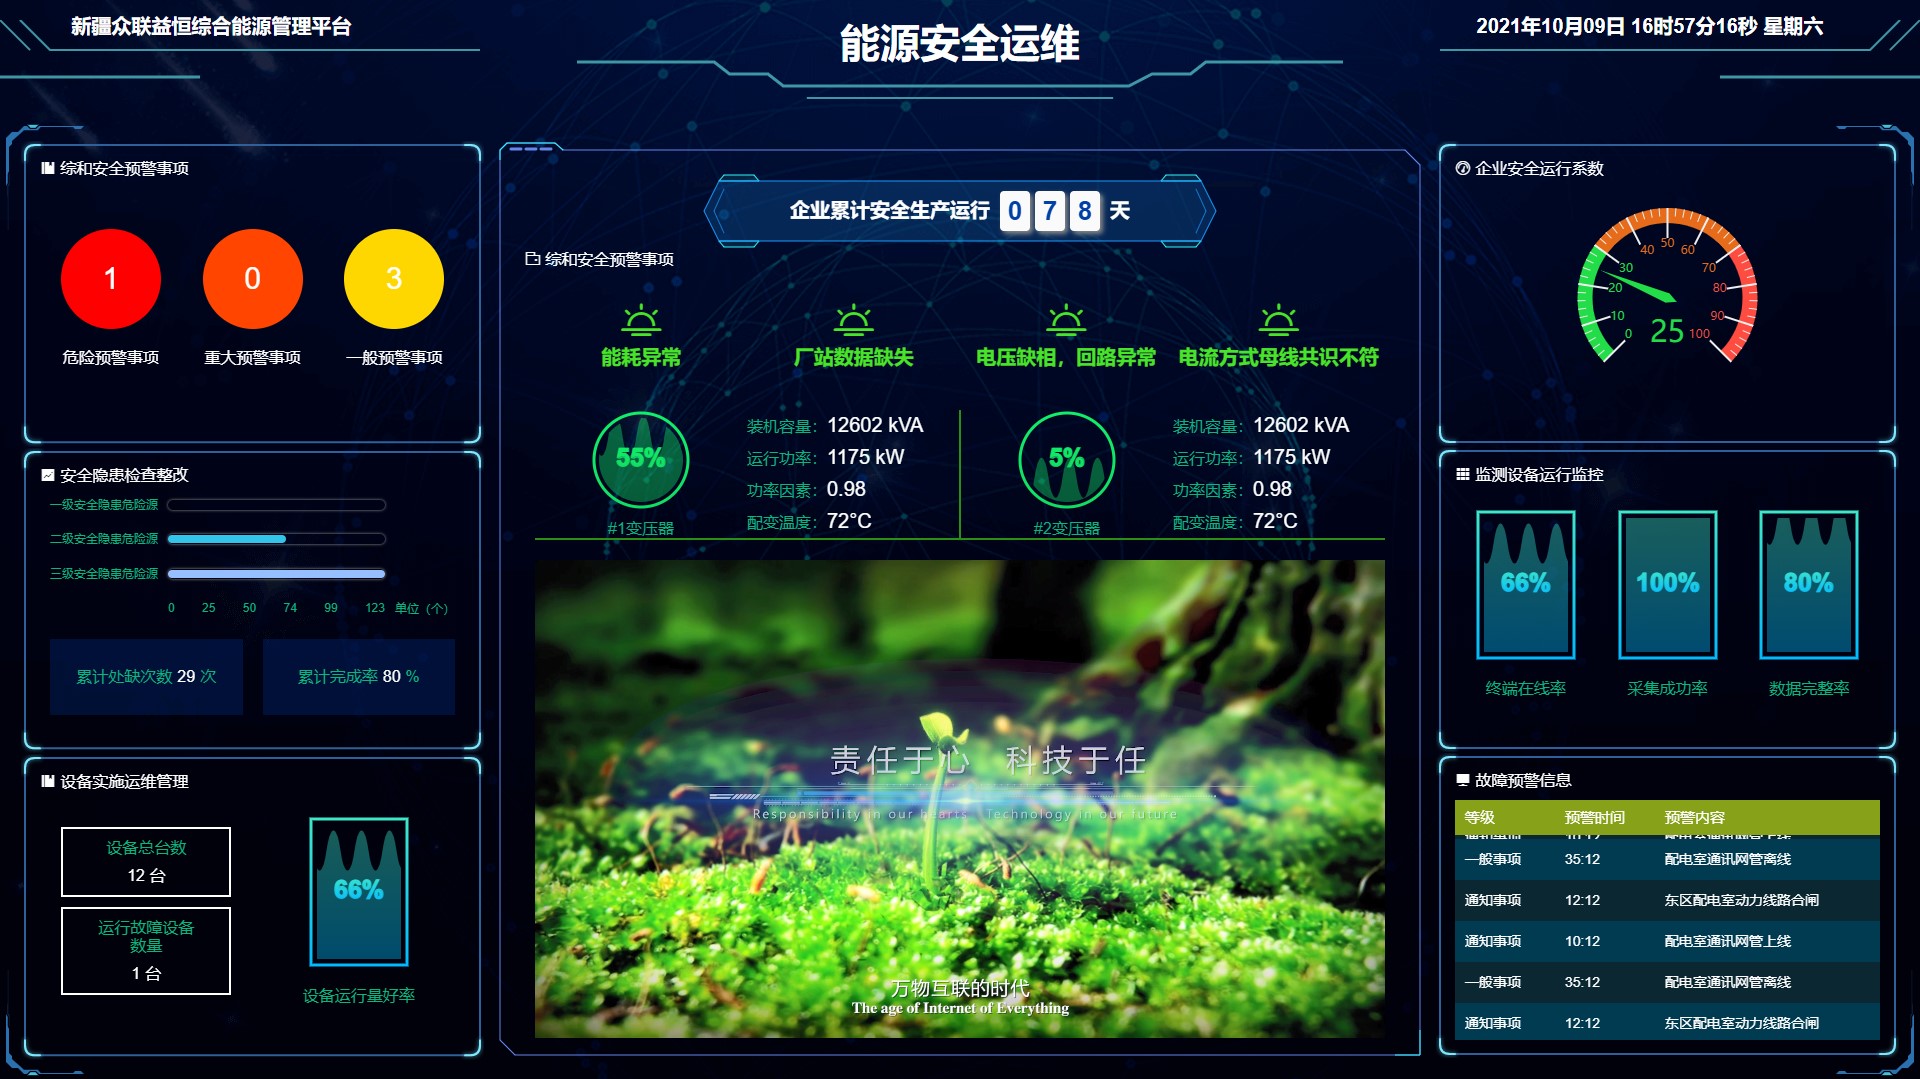 新疆众联益恒综合能源管理平台
能源安全运维
2021年10月09日 16时57分16秒 星期六
综和安全预警事项
1 0 3
危险预警事项 重大预警事项 一般预警事项
安全隐患检查整改
一级安全隐患危险源
二级安全隐患危险源
三级安全隐患危险源
0 25 50 74 99 123 单位（个）
累计处缺次数 29 次
累计完成率 80 %
设备实施运维管理
设备总台数
12 台
运行故障设备
数量
1 台
66%
设备运行量好率
企业累计安全生产运行 0 7 8 天
综和安全预警事项
能耗异常 厂站数据缺失 电压缺相，回路异常 电流方式母线共识不符
55%
#1变压器
装机容量：12602 kVA
运行功率：1175 kW
功率因素：0.98
配变温度：72°C
5%
#2变压器
装机容量：12602 kVA
运行功率：1175 kW
功率因素：0.98
配变温度：72°C
责任于心 科技于任
Responsibility in our hearts Technology in our future
万物互联的时代
The age of Internet of Everything
企业安全运行系数
0 10 20 30 40 50 60 70 80 90 100
25
监测设备运行监控
66% 100% 80%
终端在线率 采集成功率 数据完整率
故障预警信息
等级 预警时间 预警内容
一般事项 35:12 配电室通讯网管离线
通知事项 12:12 东区配电室动力线路合闸
通知事项 10:12 配电室通讯网管上线
一般事项 35:12 配电室通讯网管离线
通知事项 12:12 东区配电室动力线路合闸